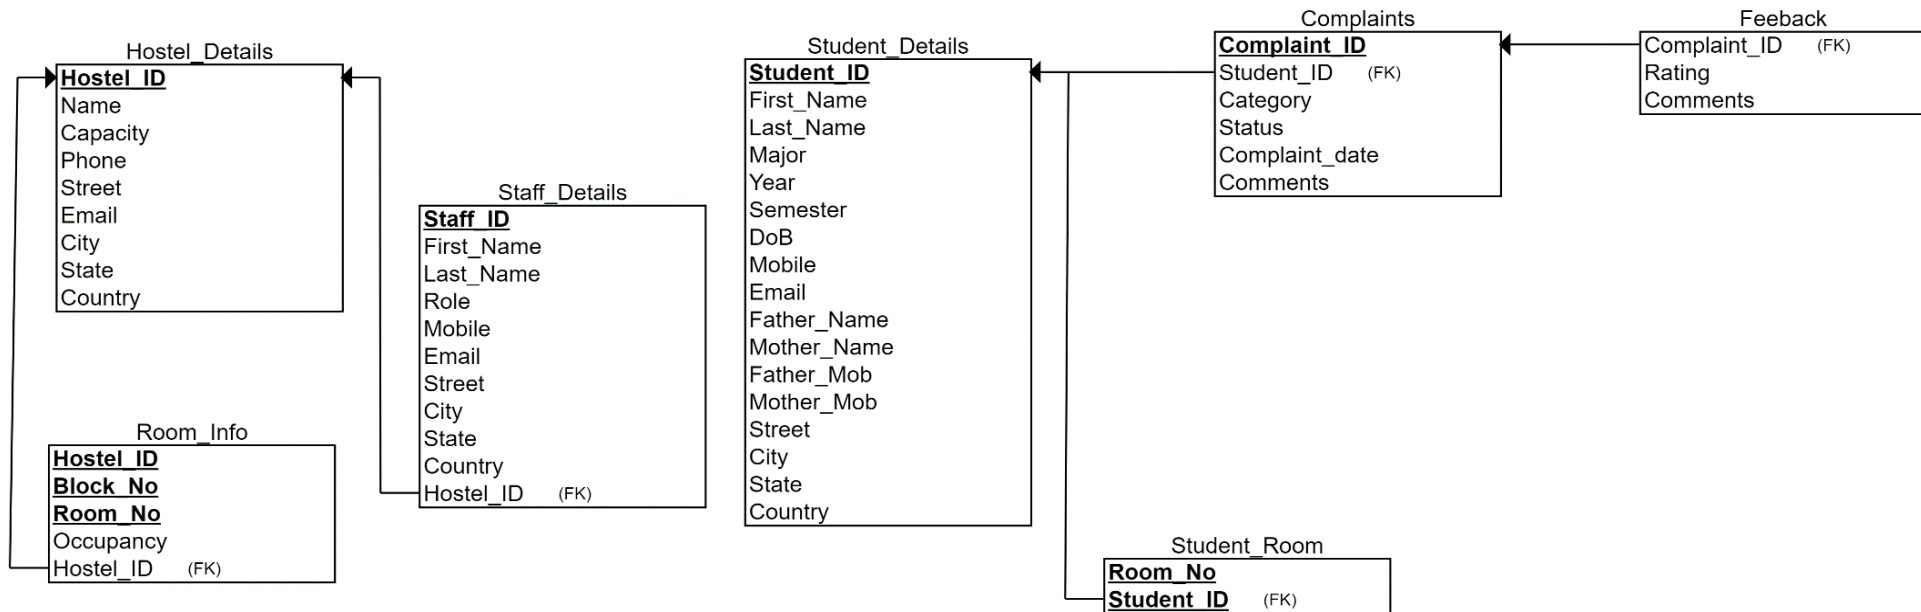 Hostel_Details
Hostel_ID
Name
Capacity
Phone
Street
Email
City
State
Country
Room_Info
Hostel_ID
Block_No
Room_No
Occupancy
Hostel_ID (FK)
Staff_Details
Staff_ID
First_Name
Last_Name
Role
Mobile
Email
Street
City
State
Country
Hostel_ID (FK)
Student_Details
Student_ID
First_Name
Last_Name
Major
Year
Semester
DoB
Mobile
Email
Father_Name
Mother_Name
Father_Mob
Mother_Mob
Street
City
State
Country
Complaints
Complaint_ID
Student_ID (FK)
Category
Status
Complaint_date
Comments
Feeback
Complaint_ID (FK)
Rating
Comments
Student_Room
Room_No
Student_ID (FK)